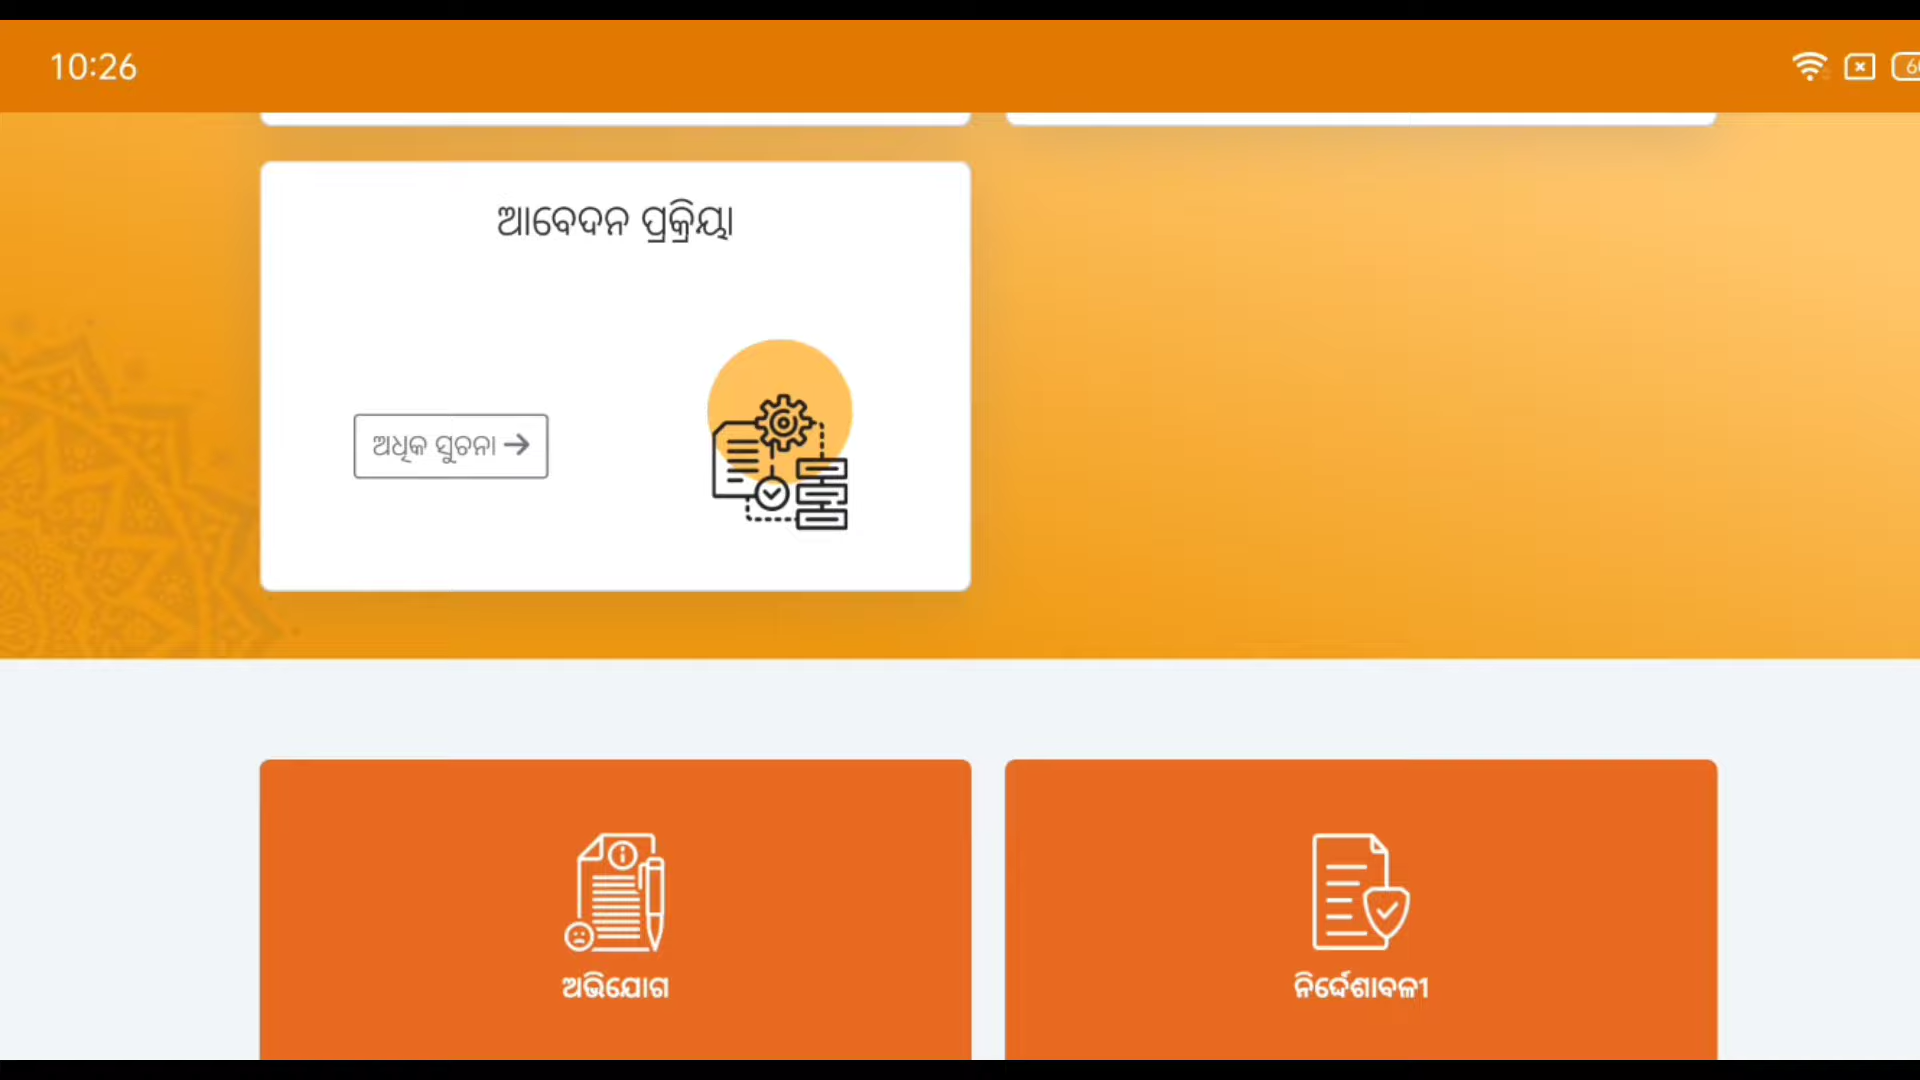 10:26
ଆବେଦନ ପ୍ରକ୍ରିୟା
ଅଧିକ ସୁଚନା
ଅଭିଯୋଗ
ନିର୍ଦ୍ଦେଶାବଳୀ